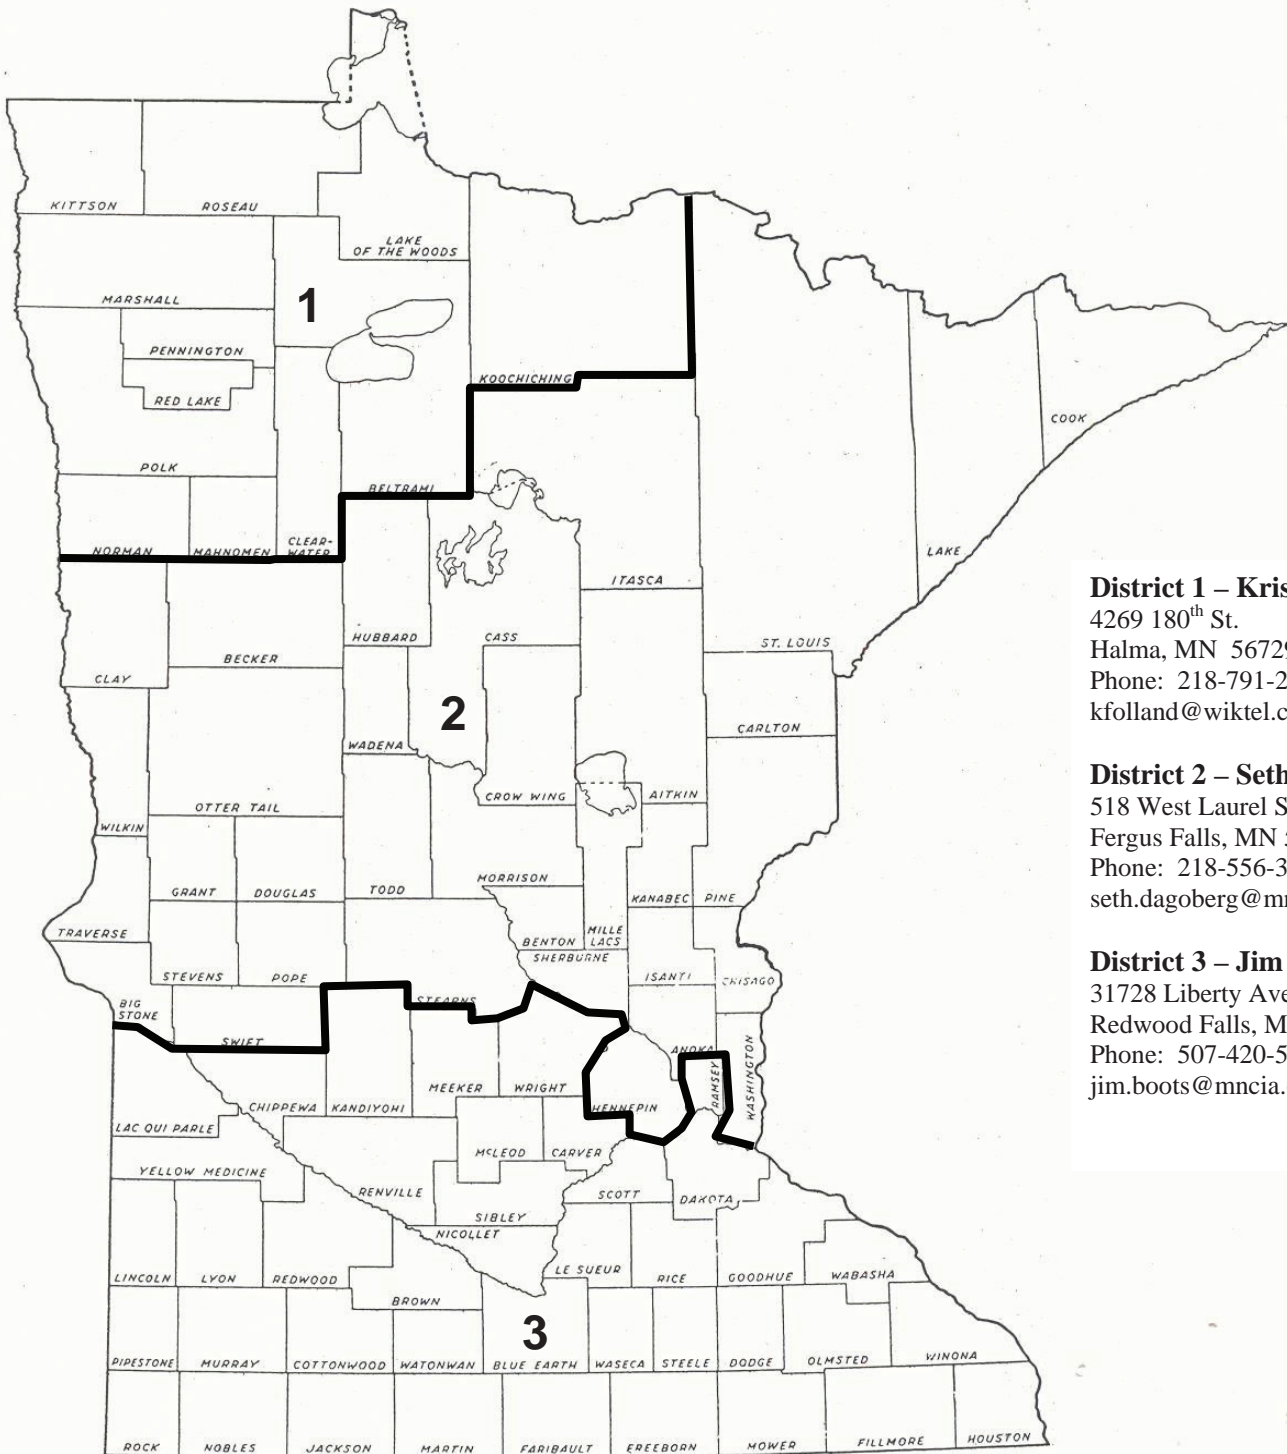 KITTSON
ROSEAU
LAKE
OF THE WOODS
MARSHALL
1
PENNINGTON
KOOCHICHING
RED LAKE
COOK
POLK
BELTRAMI
NORMAN
MAHNOMEN
CLEAR-
WATER
LAKE
ITASCA
HUBBARD
CASS
ST. LOUIS
BECKER
CLAY
2
CARLTON
WADENA
CROW WING
AITKIN
OTTER TAIL
WILKIN
GRANT
DOUGLAS
TODD
MORRISON
KANABEC
PINE
TRAVERSE
BENTON
MILLE
LACS
SHERBURNE
STEVENS
POPE
ISANTI
CHISAGO
BIG
STONE
STEARNS
SWIFT
ANOKA
RAMSEY
WASHINGTON
MEEKER
WRIGHT
HENNEPIN
CHIPPEWA
KANDIYOHI
LAC QUI PARLE
McLEOD
CARVER
YELLOW MEDICINE
RENVILLE
SCOTT
DAKOTA
SIBLEY
NICOLLET
LE SUEUR
LINCOLN
LYON
REDWOOD
RICE
GOODHUE
WABASHA
BROWN
3
PIPESTONE
MURRAY
COTTONWOOD
WATONWAN
BLUE EARTH
WASECA
STEELE
DODGE
OLMSTED
WINONA
ROCK
NOBLES
JACKSON
MARTIN
FARIBAULT
FREEBORN
MOWER
FILLMORE
HOUSTON
District 1 – Kris
4269 180th St.
Halma, MN 56729
Phone: 218-791-2
kfolland@wiktel.c
District 2 – Seth
518 West Laurel S
Fergus Falls, MN
Phone: 218-556-3
seth.dagoberg@mn
District 3 – Jim
31728 Liberty Ave
Redwood Falls, M
Phone: 507-420-5
jim.boots@mncia.